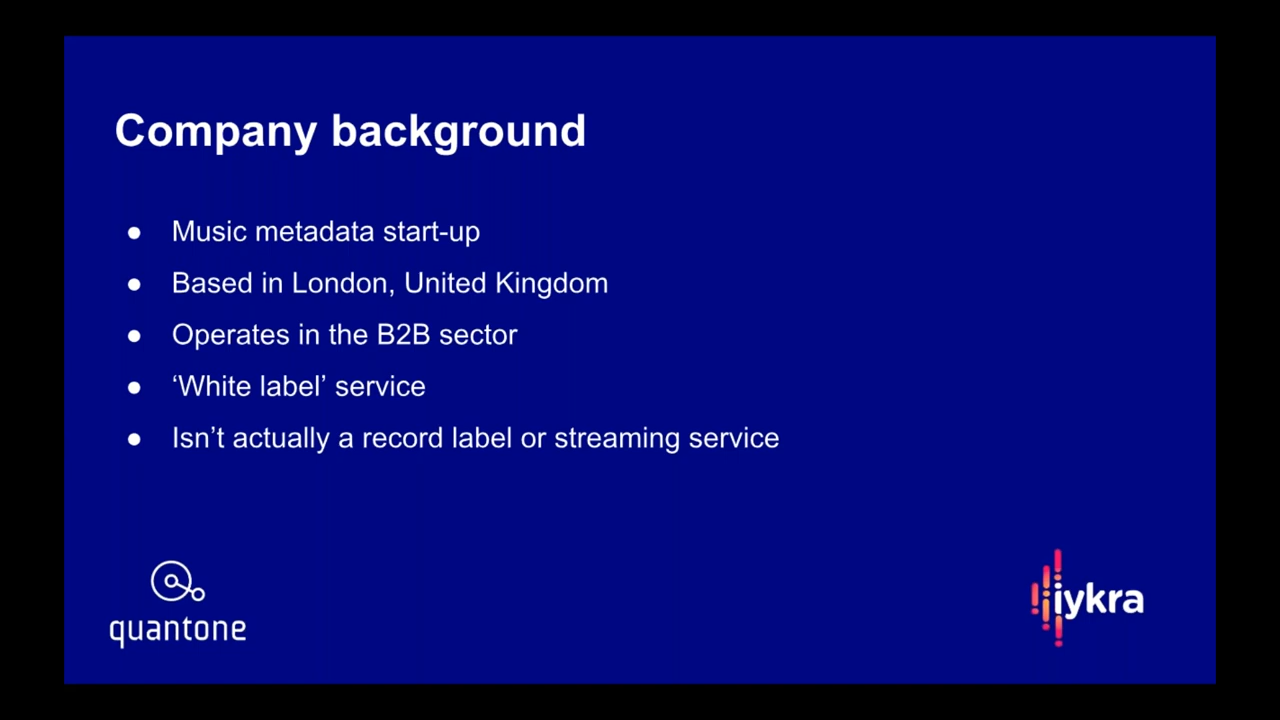 Company background
● Music metadata start-up
● Based in London, United Kingdom
● Operates in the B2B sector
● ‘White label’ service
● Isn’t actually a record label or streaming service
quantone
iykra